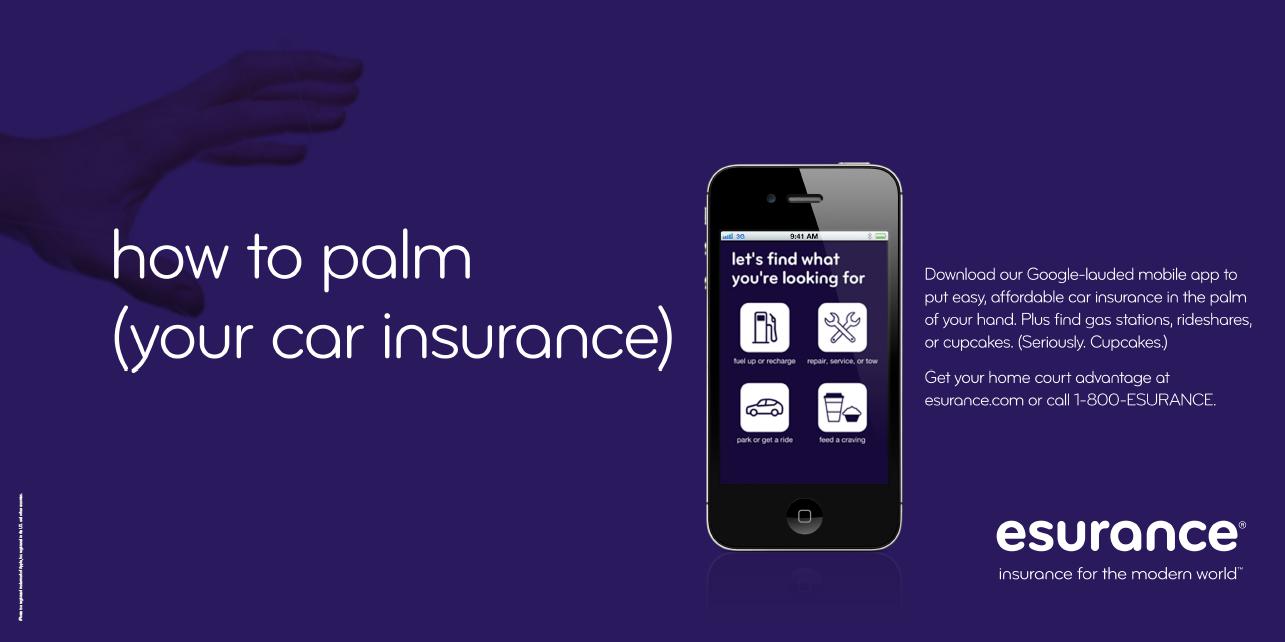 how to palm
(your car insurance)
3G 9:41 AM
let's find what
you're looking for
fuel up or recharge repair, service, or tow
park or get a ride feed a craving
Download our Google-lauded mobile app to
put easy, affordable car insurance in the palm
of your hand. Plus find gas stations, rideshares,
or cupcakes. (Seriously. Cupcakes.)
Get your home court advantage at
esurance.com or call 1-800-ESURANCE.
esurance®
insurance for the modern world™